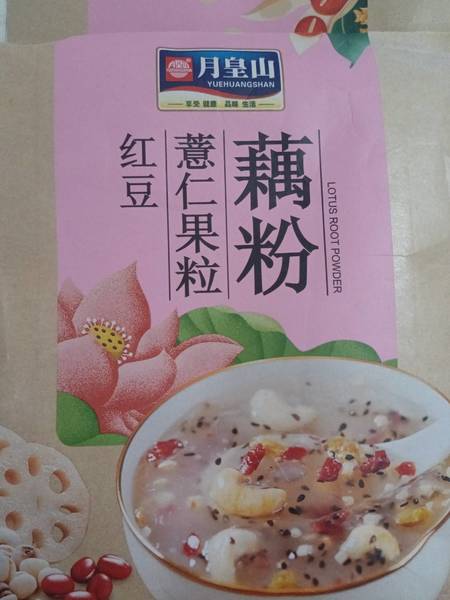 月皇山
YUEHUANGSHAN
享受 健康 品味 生活
红豆
薏仁果粒
藕粉
LOTUS ROOT POWDER